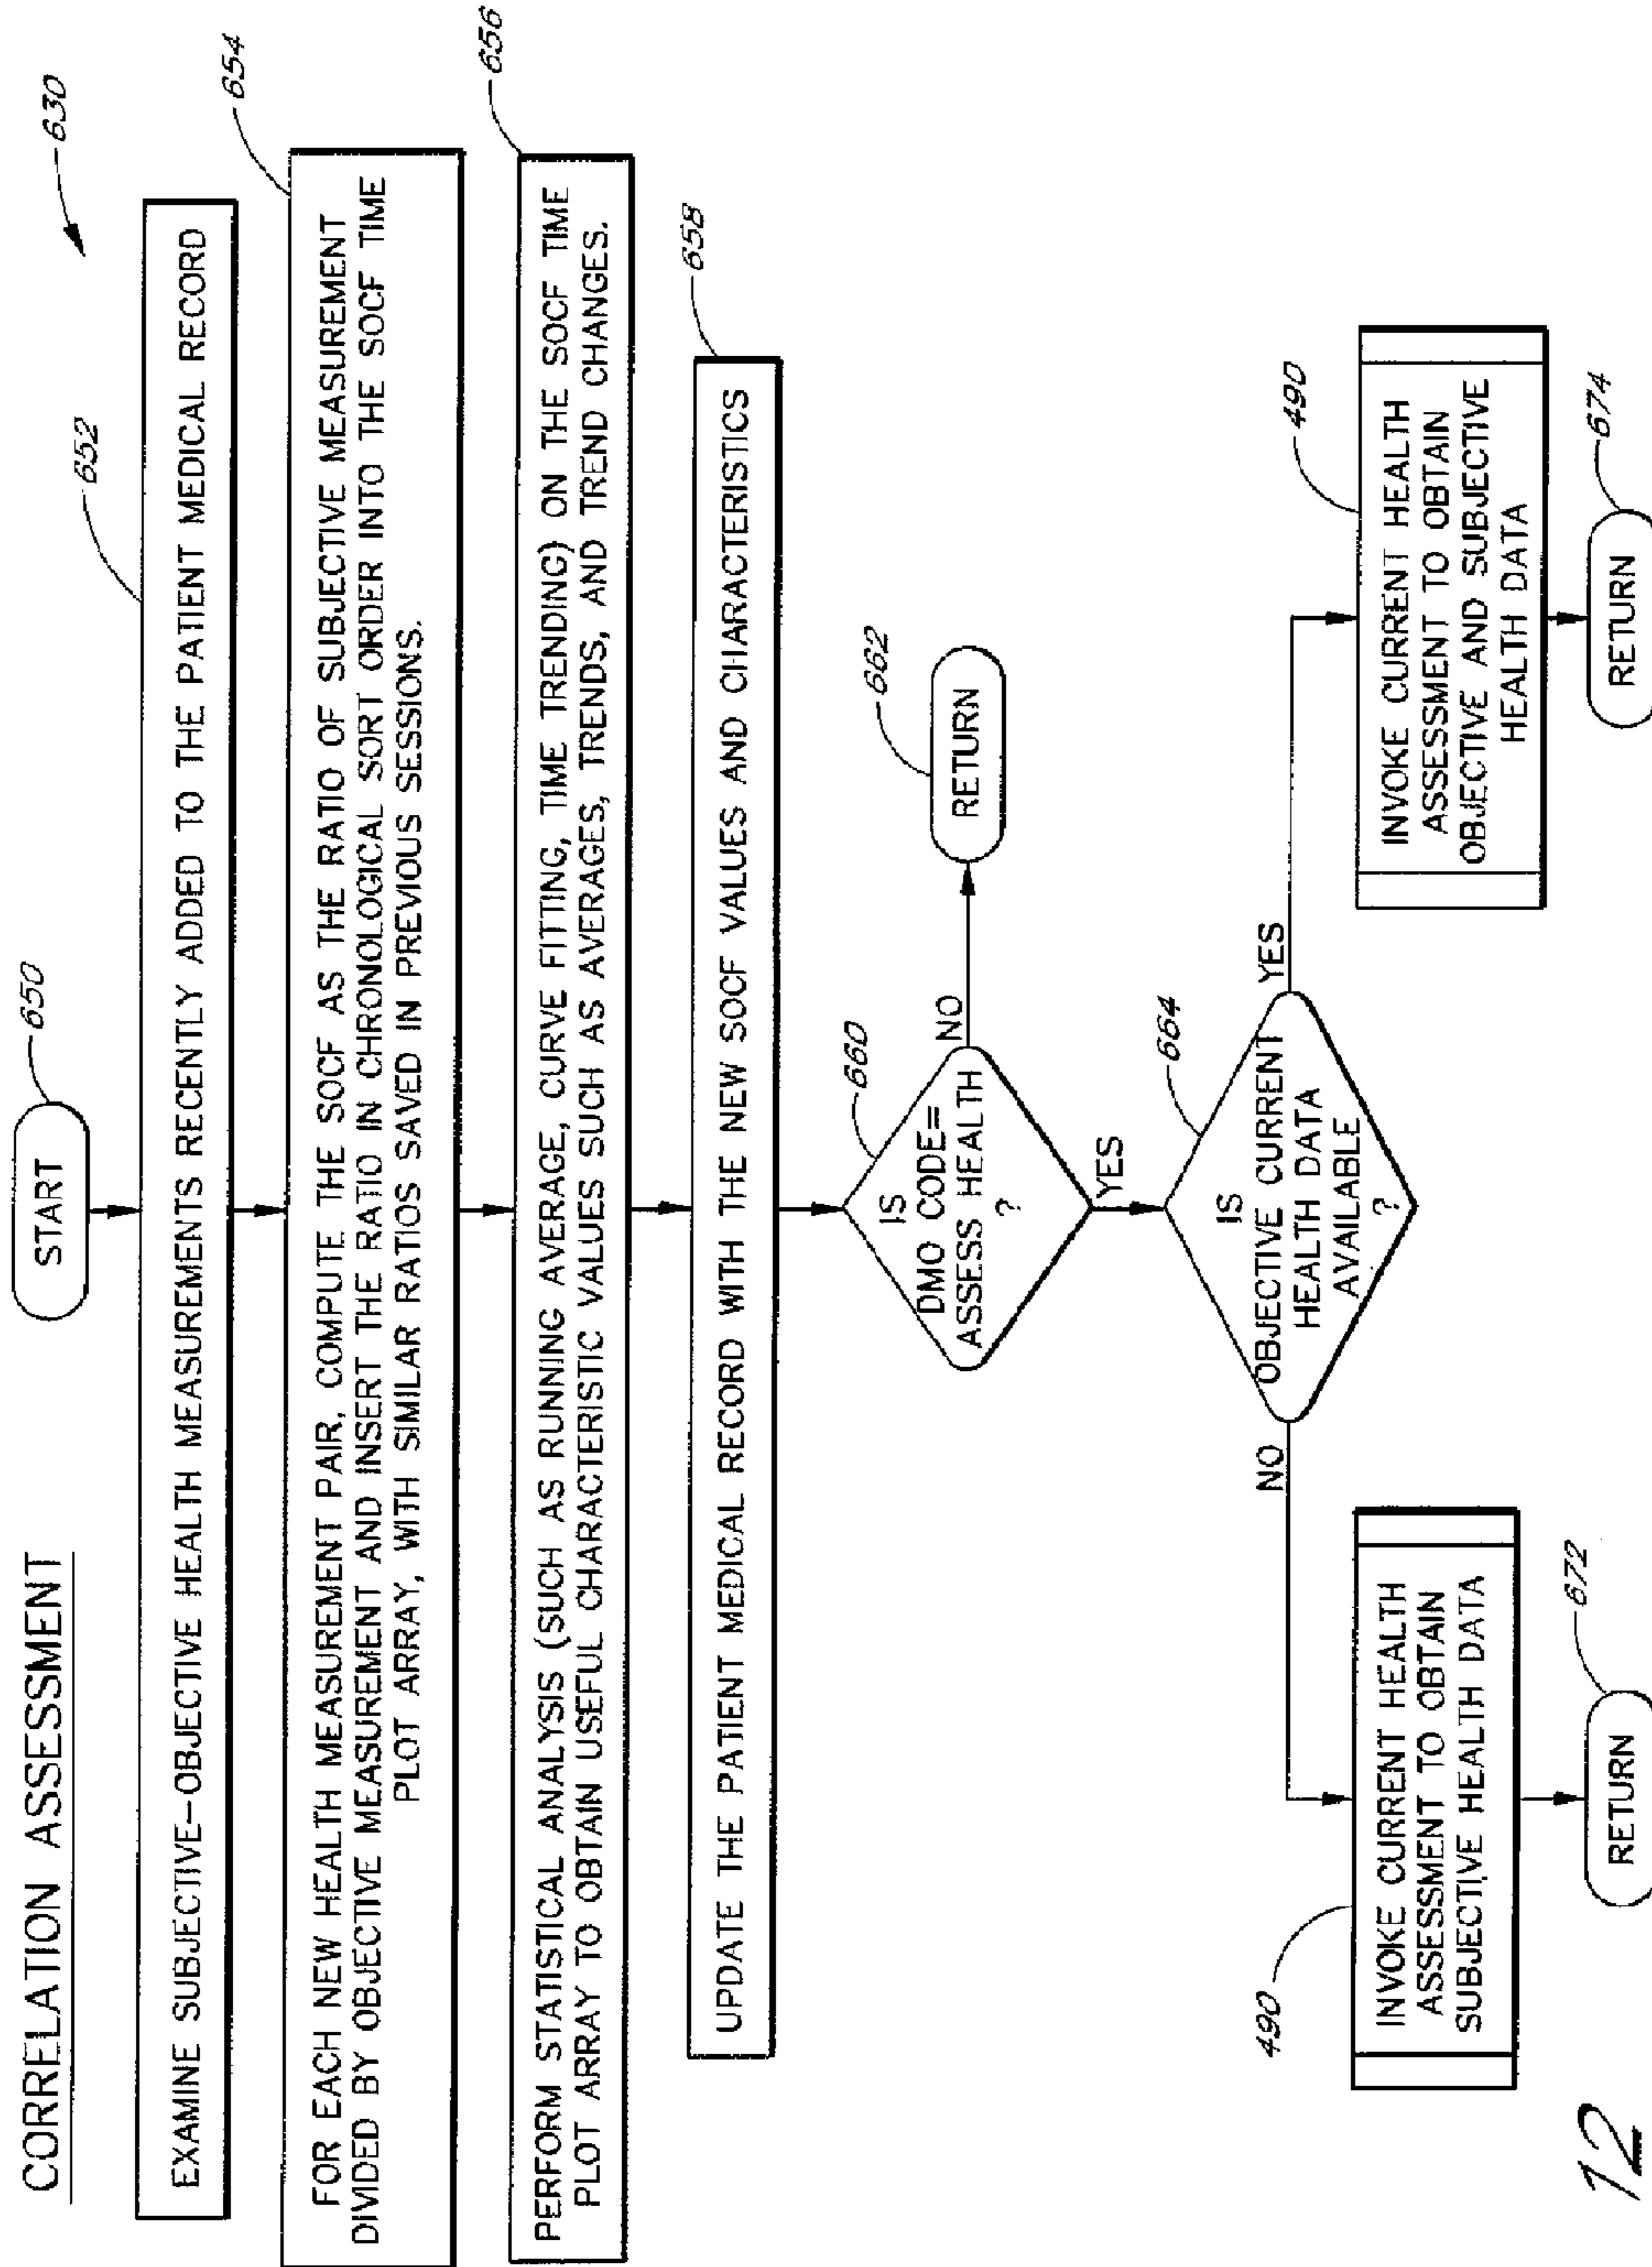 CORRELATION ASSESSMENT
630
START
650
652
EXAMINE SUBJECTIVE-OBJECTIVE HEALTH MEASUREMENTS RECENTLY ADDED TO THE PATIENT MEDICAL RECORD
654
FOR EACH NEW HEALTH MEASUREMENT PAIR, COMPUTE THE SOCF AS THE RATIO OF SUBJECTIVE MEASUREMENT
DIVIDED BY OBJECTIVE MEASUREMENT AND INSERT THE RATIO IN CHRONOLOGICAL SORT ORDER INTO THE SOCF TIME
PLOT ARRAY, WITH SIMILAR RATIOS SAVED IN PREVIOUS SESSIONS.
656
PERFORM STATISTICAL ANALYSIS (SUCH AS RUNNING AVERAGE, CURVE FITTING, TIME TRENDING) ON THE SOCF TIME
PLOT ARRAY TO OBTAIN USEFUL CHARACTERISTIC VALUES SUCH AS AVERAGES, TRENDS, AND TREND CHANGES.
658
UPDATE THE PATIENT MEDICAL RECORD WITH THE NEW SOCF VALUES AND CHARACTERISTICS
660
IS
DMO CODE=
ASSESS HEALTH
?
NO
662
RETURN
YES
664
IS
OBJECTIVE CURRENT
HEALTH DATA
AVAILABLE
?
NO
YES
490
INVOKE CURRENT HEALTH
ASSESSMENT TO OBTAIN
SUBJECTIVE HEALTH DATA
672
RETURN
490
INVOKE CURRENT HEALTH
ASSESSMENT TO OBTAIN
OBJECTIVE AND SUBJECTIVE
HEALTH DATA
674
RETURN
12